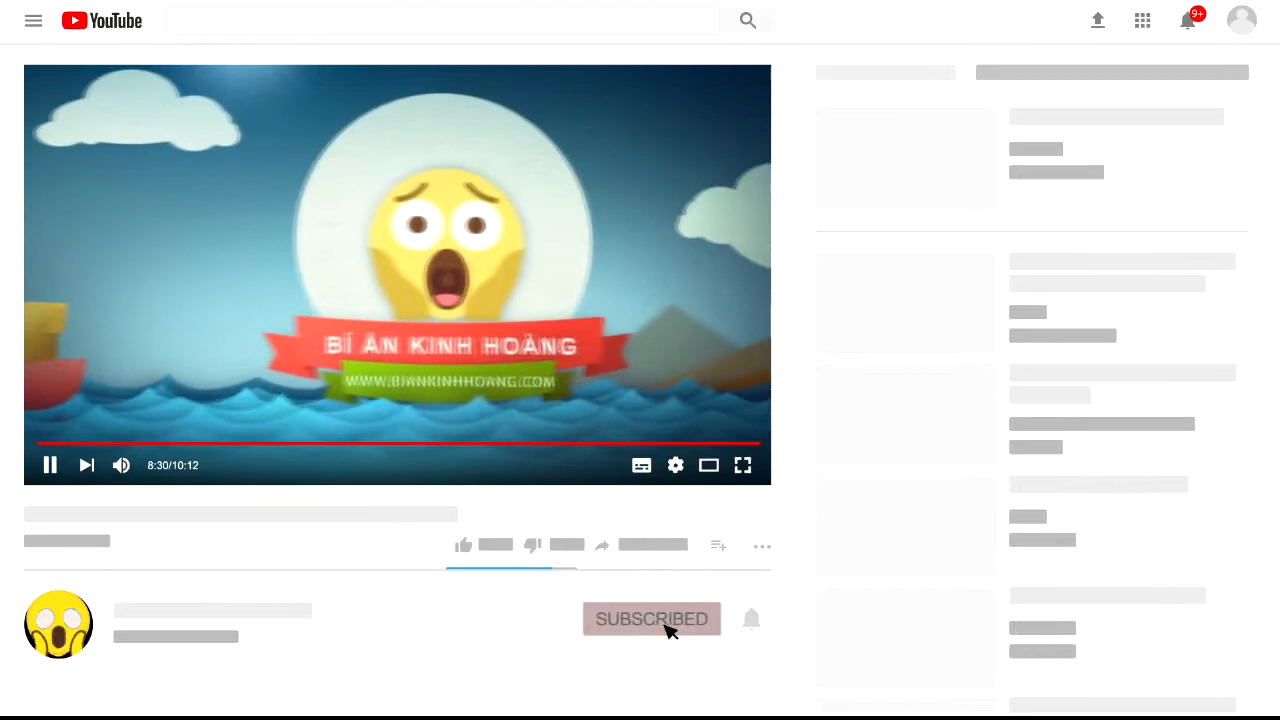 YouTube
9+
BÍ ẨN KINH HOÀNG
WWW.BIANKINHHOANG.COM
8:30/10:12
SUBSCRIBED